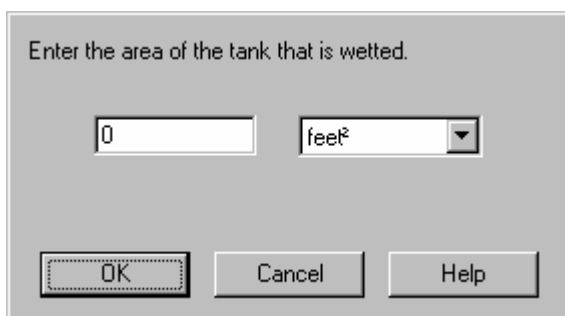 Enter the area of the tank that is wetted.
0 feet²
OK Cancel Help